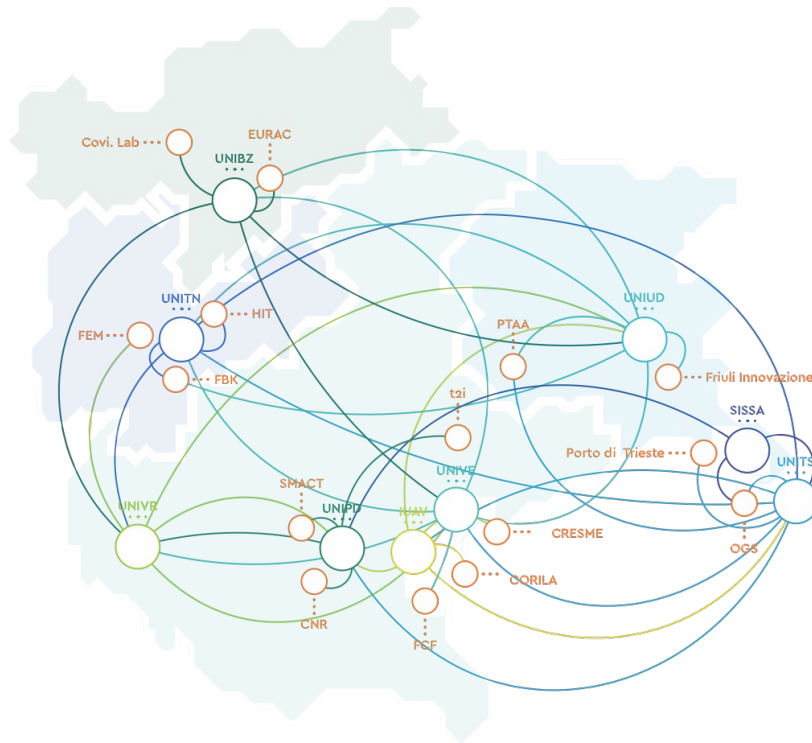 EURAC
Covi. Lab
UNIBZ
UNITN
UNIUD
HIT
PTAA
FEM
FBK
Friuli Innovazione
t2i
SISSA
Porto di Trieste
UNITS
UNIVE
SMACT
UNIVR
UNIPD
IUAV
CRESME
OGS
CORILA
CNR
FCF